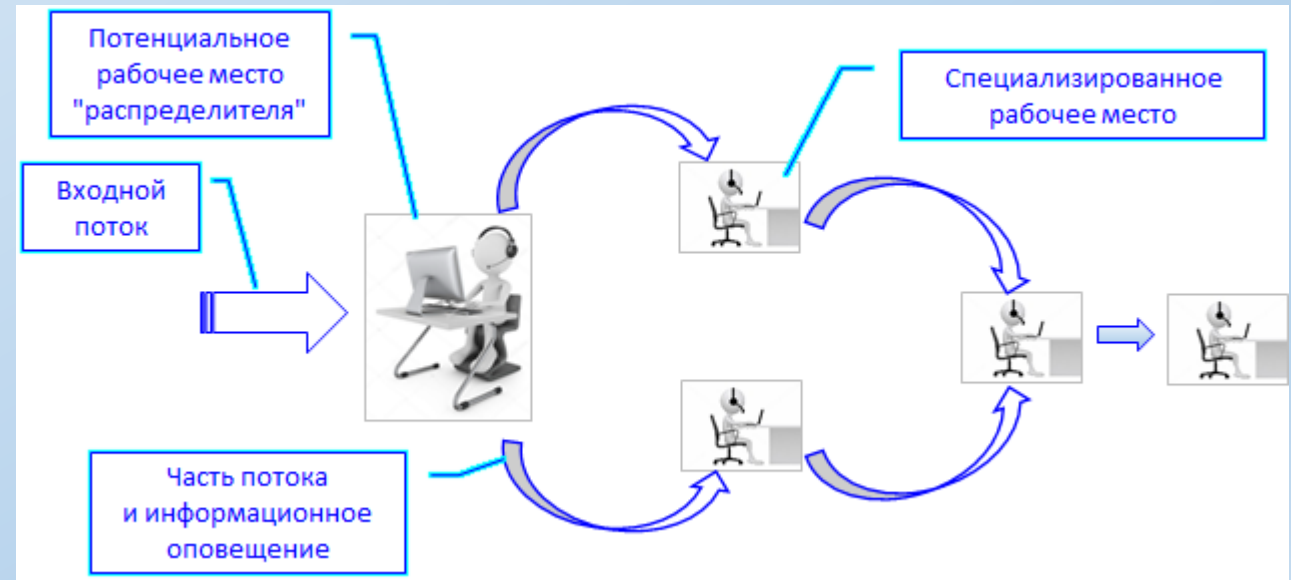 Потенциальное
рабочее место
"распределителя"
Специализированное
рабочее место
Входной
поток
Часть потока
и информационное
оповещение